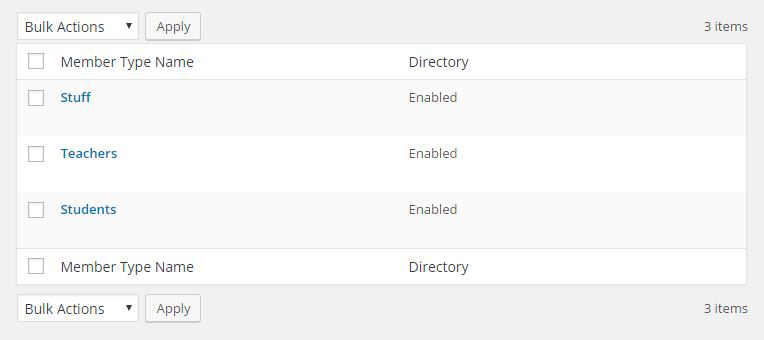 Bulk Actions Apply 3 items
Member Type Name Directory
Stuff Enabled
Teachers Enabled
Students Enabled
Member Type Name Directory
Bulk Actions Apply 3 items